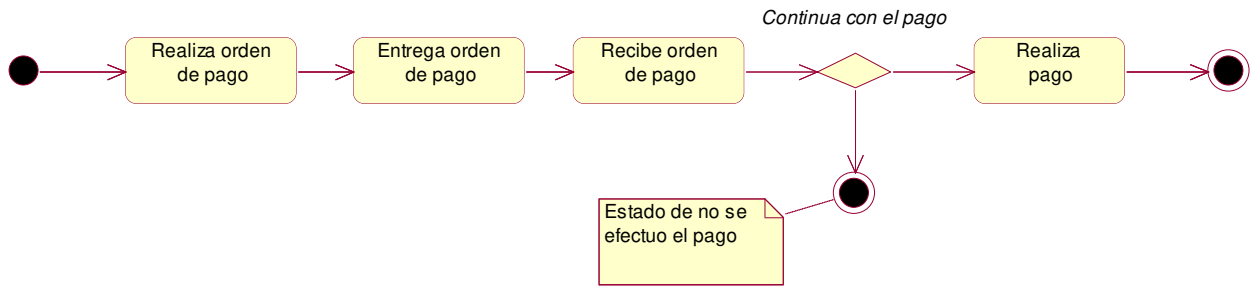 Continua con el pago
Realiza orden
de pago
Entrega orden
de pago
Recibe orden
de pago
Realiza
pago
Estado de no se
efectuo el pago